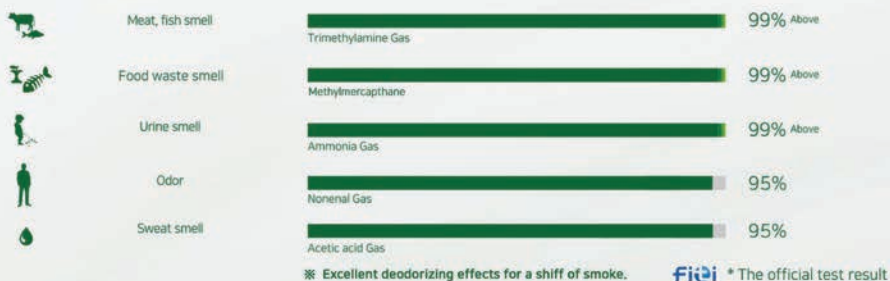 Meat, fish smell
99% Above
Trimethylamine Gas
Food waste smell
99% Above
Methylmercapthane
Urine smell
99% Above
Ammonia Gas
Odor
95%
Nonenal Gas
Sweat smell
95%
Acetic acid Gas
※ Excellent deodorizing effects for a shiff of smoke.
FITI * The official test result